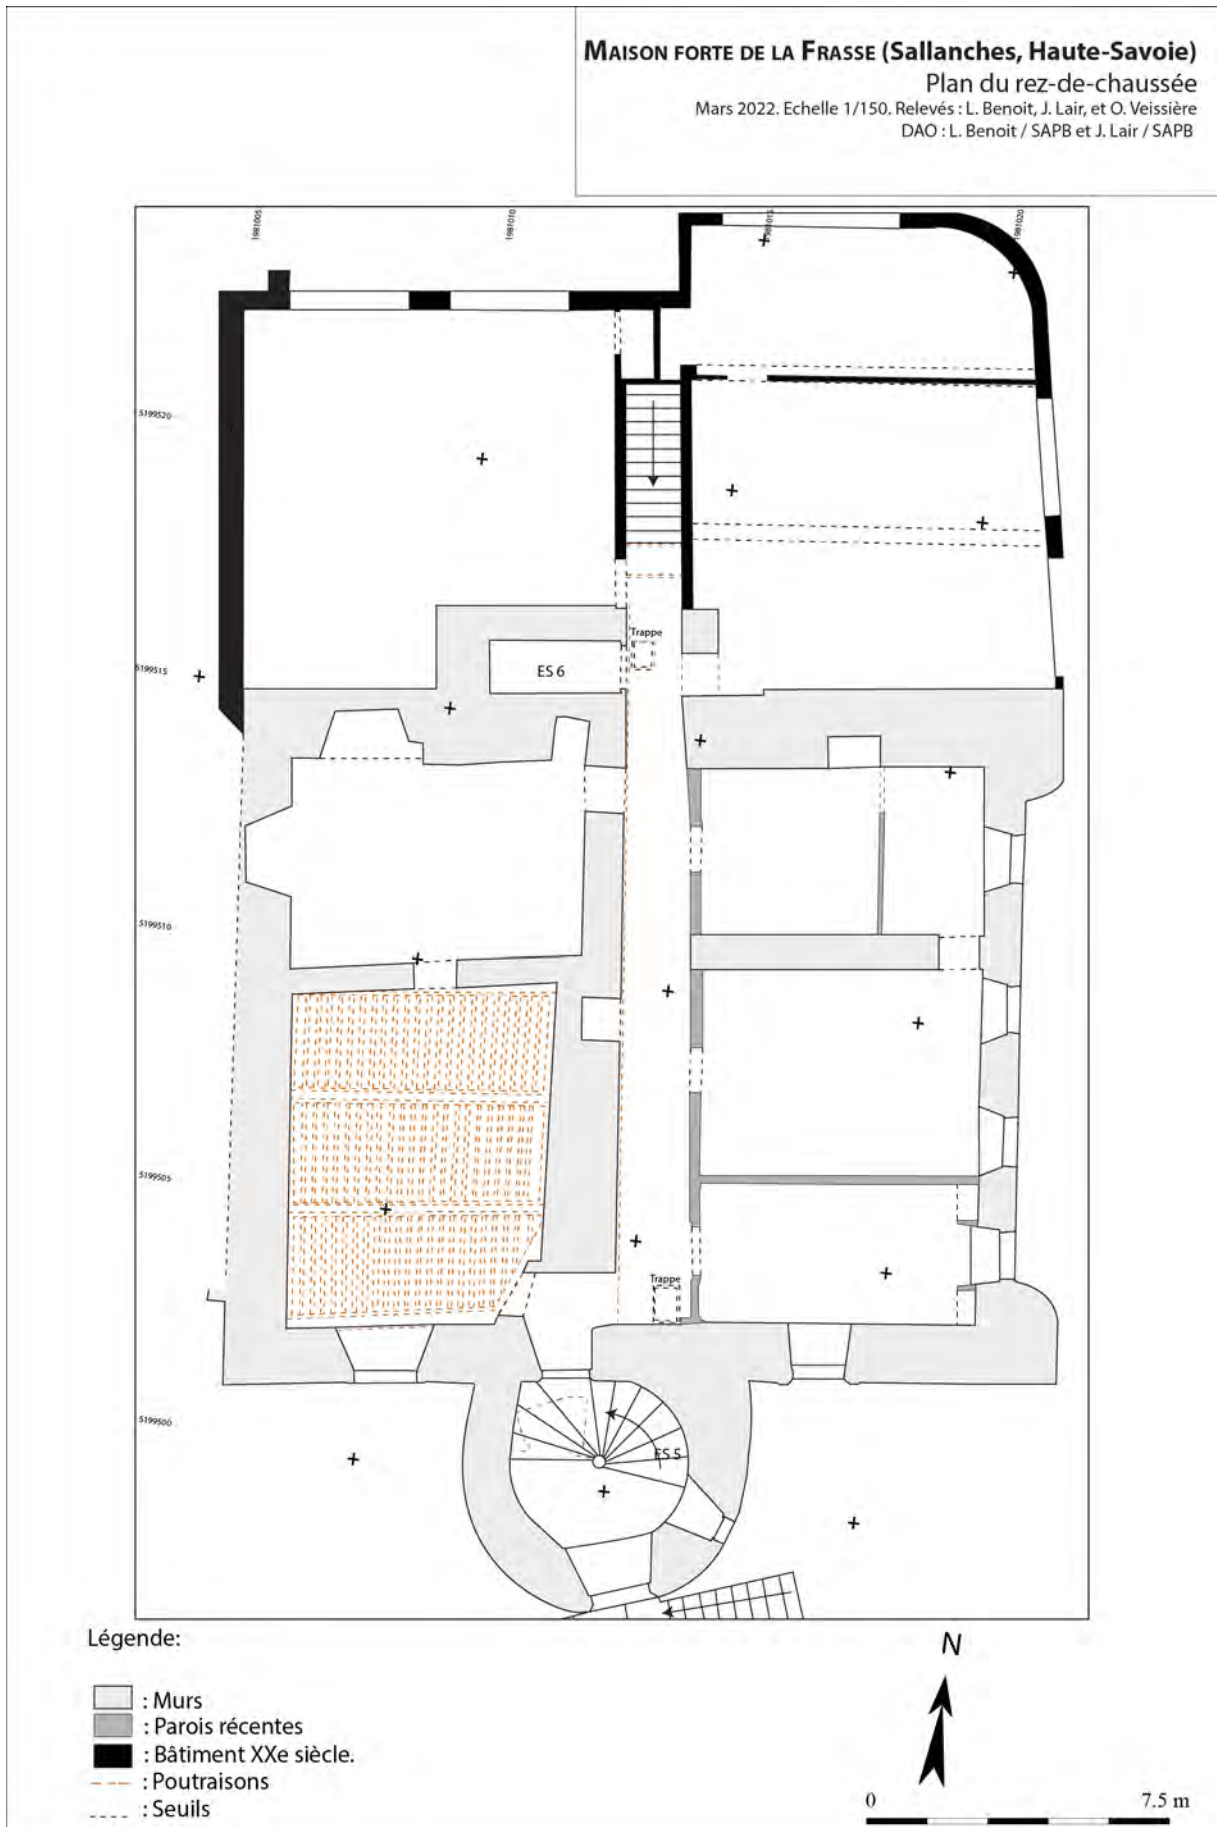 MAISON FORTE DE LA FRASSE (Sallanches, Haute-Savoie)
Plan du rez-de-chaussée
Mars 2022. Echelle 1/150. Relevés : L. Benoit, J. Lair, et O. Veissière
DAO : L. Benoit / SAPB et J. Lair / SAPB
1981005
1981010
1981015
1981020
5199520
Trappe
5199515
ES 6
5199510
5199505
Trappe
5199500
ES 5
Légende:
N
: Murs
: Parois récentes
: Bâtiment XXe siècle.
: Poutraisons
: Seuils
0 7.5 m